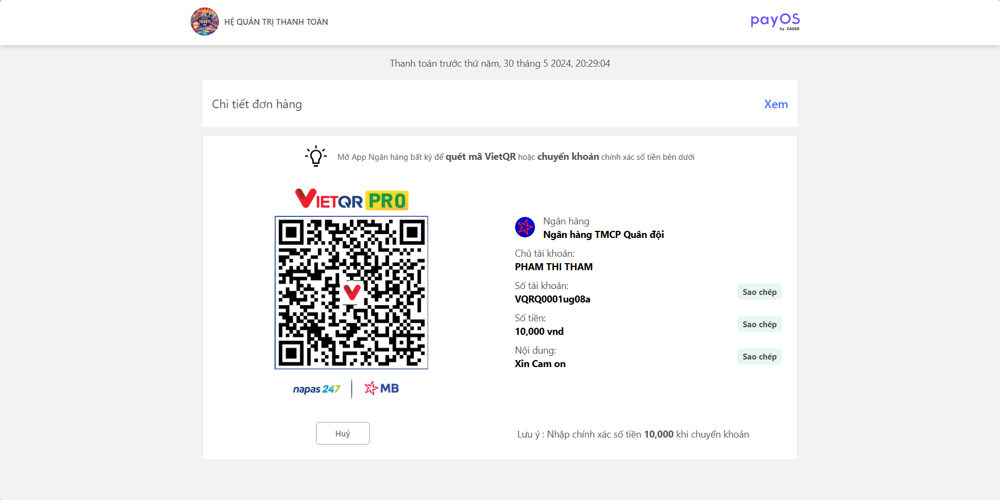 TICKETS
HỆ QUẢN TRỊ THANH TOÁN
payOS
by CASSO
Thanh toán trước thứ năm, 30 tháng 5 2024, 20:29:04
Chi tiết đơn hàng
Xem
Mở App Ngân hàng bất kỳ để quét mã VietQR hoặc chuyển khoản chính xác số tiền bên dưới
VIETQR PRO
Ngân hàng
Ngân hàng TMCP Quân đội
Chủ tài khoản:
PHAM THI THAM
Số tài khoản:
VQRQ0001ug08a
Sao chép
Số tiền:
10,000 vnd
Sao chép
Nội dung:
Xin Cam on
Sao chép
napas 247
MB
Huỷ
Lưu ý : Nhập chính xác số tiền 10,000 khi chuyển khoản